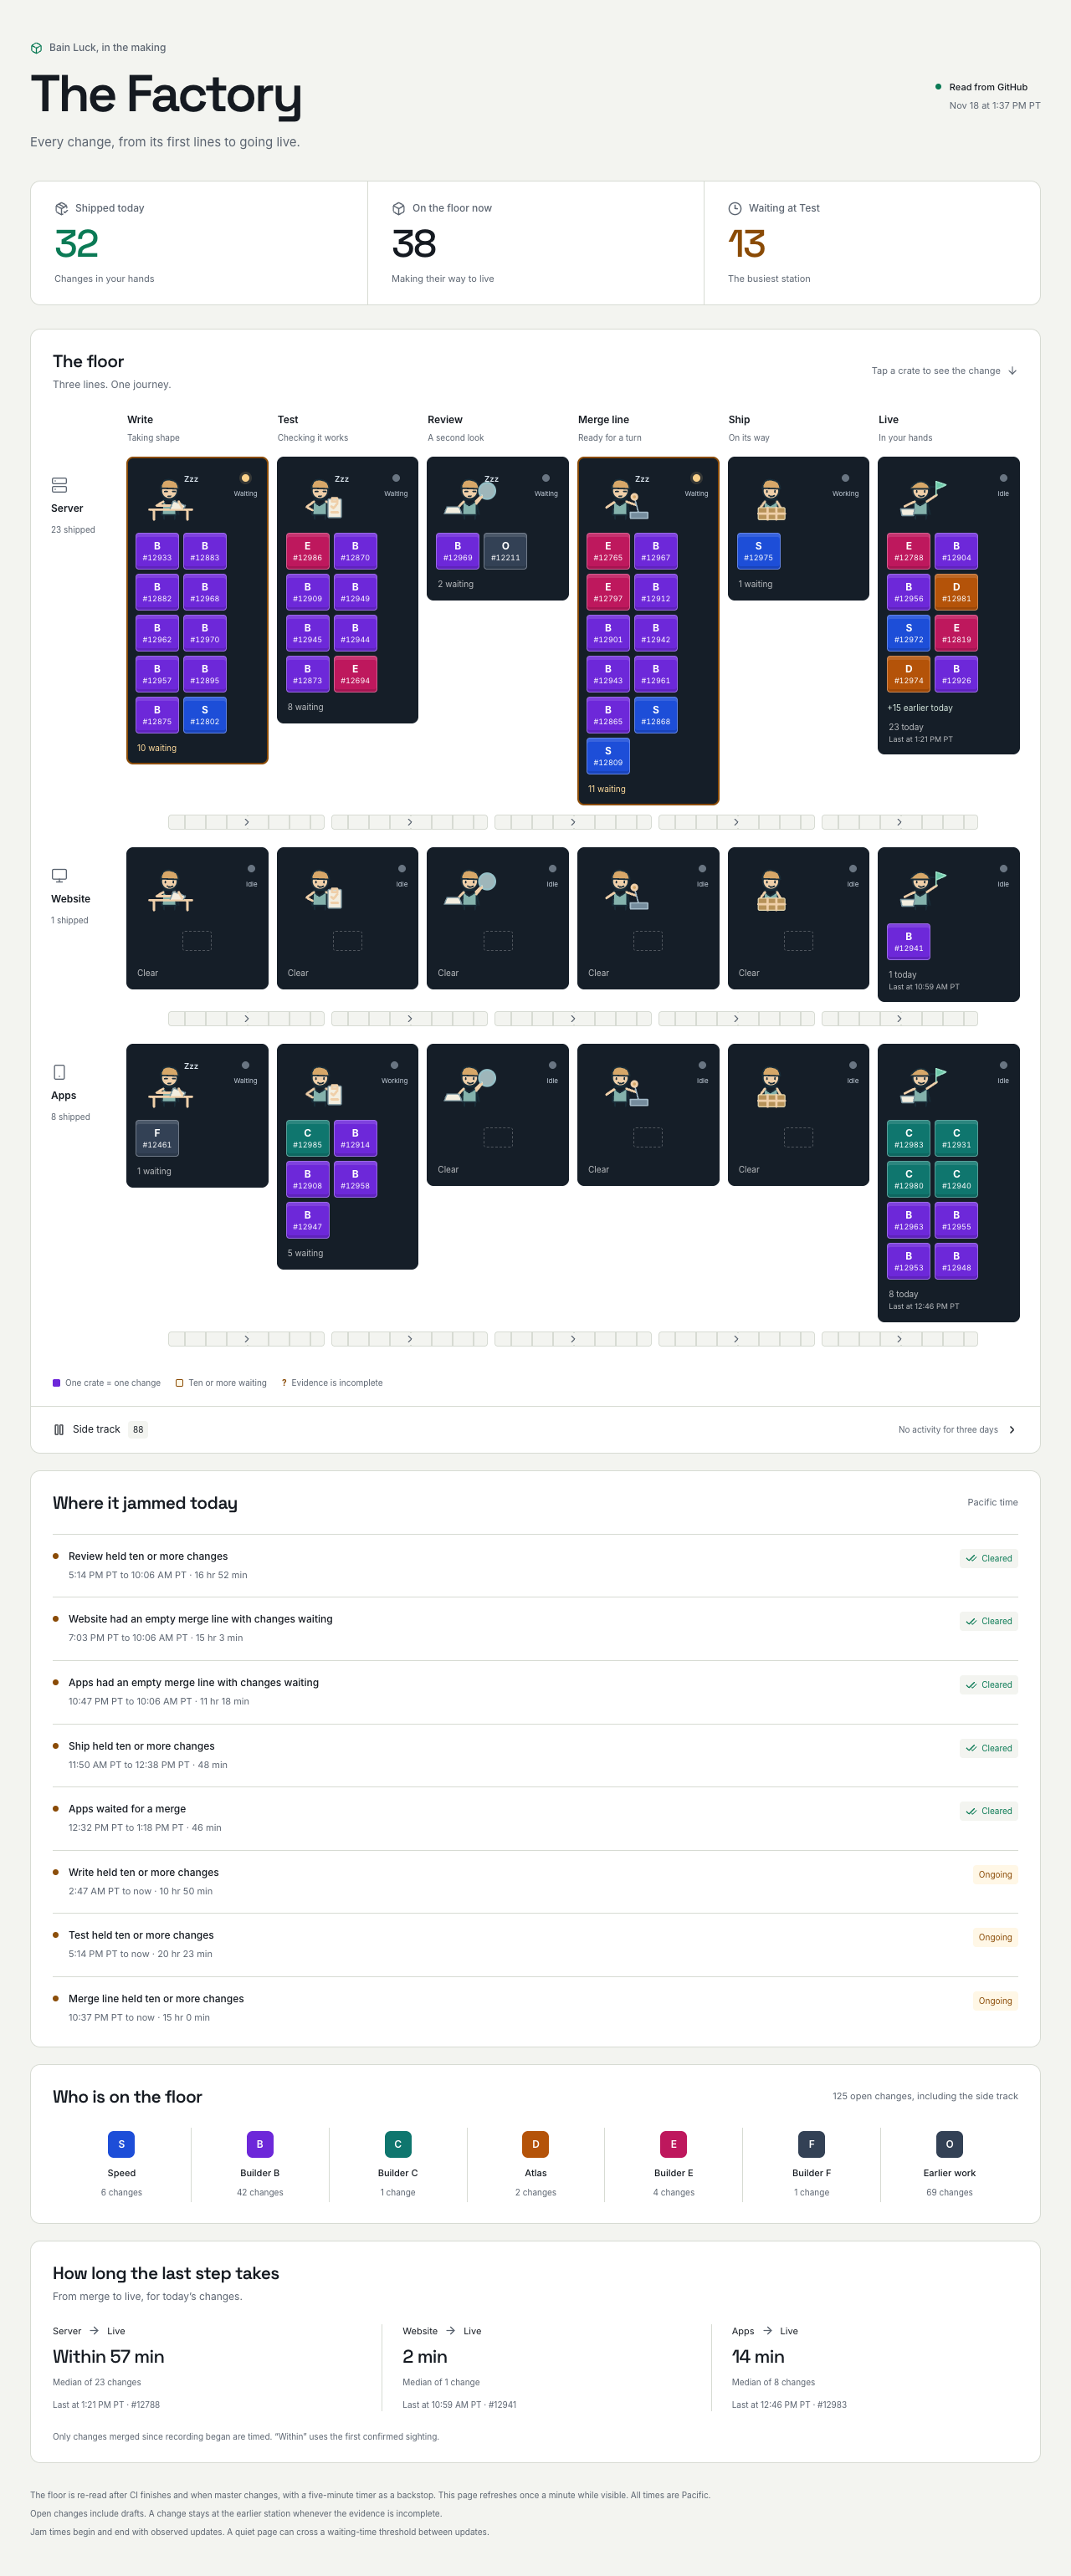 Bain Luck, in the making
The Factory
Every change, from its first lines to going live.
Read from GitHub
Nov 18 at 1:37 PM PT
Shipped today
32
Changes in your hands
On the floor now
38
Making their way to live
Waiting at Test
13
The busiest station
The floor
Three lines. One journey.
Tap a crate to see the change
Write
Taking shape
Test
Checking it works
Review
A second look
Merge line
Ready for a turn
Ship
On its way
Live
In your hands
Server
23 shipped
Zzz
Waiting
B
#12933
B
#12883
B
#12882
B
#12968
B
#12962
B
#12970
B
#12957
B
#12895
B
#12875
S
#12802
10 waiting
Zzz
Waiting
E
#12986
B
#12870
B
#12909
B
#12949
B
#12945
B
#12944
B
#12873
E
#12694
8 waiting
Zzz
Waiting
B
#12969
O
#12211
2 waiting
Zzz
Waiting
E
#12765
B
#12967
E
#12797
B
#12912
B
#12901
B
#12942
B
#12943
B
#12961
B
#12865
S
#12868
S
#12809
11 waiting
Working
S
#12975
1 waiting
Idle
E
#12788
B
#12904
B
#12956
D
#12981
S
#12972
E
#12819
D
#12974
B
#12926
+15 earlier today
23 today
Last at 1:21 PM PT
Website
1 shipped
Idle
Clear
Idle
Clear
Idle
Clear
Idle
Clear
Idle
Clear
Idle
B
#12941
1 today
Last at 10:59 AM PT
Apps
8 shipped
Zzz
Waiting
F
#12461
1 waiting
Working
C
#12985
B
#12914
B
#12908
B
#12958
B
#12947
5 waiting
Idle
Clear
Idle
Clear
Idle
Clear
Idle
C
#12983
C
#12931
C
#12980
C
#12940
B
#12963
B
#12955
B
#12953
B
#12948
8 today
Last at 12:46 PM PT
One crate = one change
Ten or more waiting
? Evidence is incomplete
Side track 88
No activity for three days
Where it jammed today
Pacific time
Review held ten or more changes
5:14 PM PT to 10:06 AM PT · 16 hr 52 min
Cleared
Website had an empty merge line with changes waiting
7:03 PM PT to 10:06 AM PT · 15 hr 3 min
Cleared
Apps had an empty merge line with changes waiting
10:47 PM PT to 10:06 AM PT · 11 hr 18 min
Cleared
Ship held ten or more changes
11:50 AM PT to 12:38 PM PT · 48 min
Cleared
Apps waited for a merge
12:32 PM PT to 1:18 PM PT · 46 min
Cleared
Write held ten or more changes
2:47 AM PT to now · 10 hr 50 min
Ongoing
Test held ten or more changes
5:14 PM PT to now · 20 hr 23 min
Ongoing
Merge line held ten or more changes
10:37 PM PT to now · 15 hr 0 min
Ongoing
Who is on the floor
125 open changes, including the side track
S
Speed
6 changes
B
Builder B
42 changes
C
Builder C
1 change
D
Atlas
2 changes
E
Builder E
4 changes
F
Builder F
1 change
O
Earlier work
69 changes
How long the last step takes
From merge to live, for today's changes.
Server → Live
Within 57 min
Median of 23 changes
Last at 1:21 PM PT · #12788
Website → Live
2 min
Median of 1 change
Last at 10:59 AM PT · #12941
Apps → Live
14 min
Median of 8 changes
Last at 12:46 PM PT · #12983
Only changes merged since recording began are timed. “Within” uses the first confirmed sighting.
The floor is re-read after CI finishes and when master changes, with a five-minute timer as a backstop. This page refreshes once a minute while visible. All times are Pacific.
Open changes include drafts. A change stays at the earlier station whenever the evidence is incomplete.
Jam times begin and end with observed updates. A quiet page can cross a waiting-time threshold between updates.